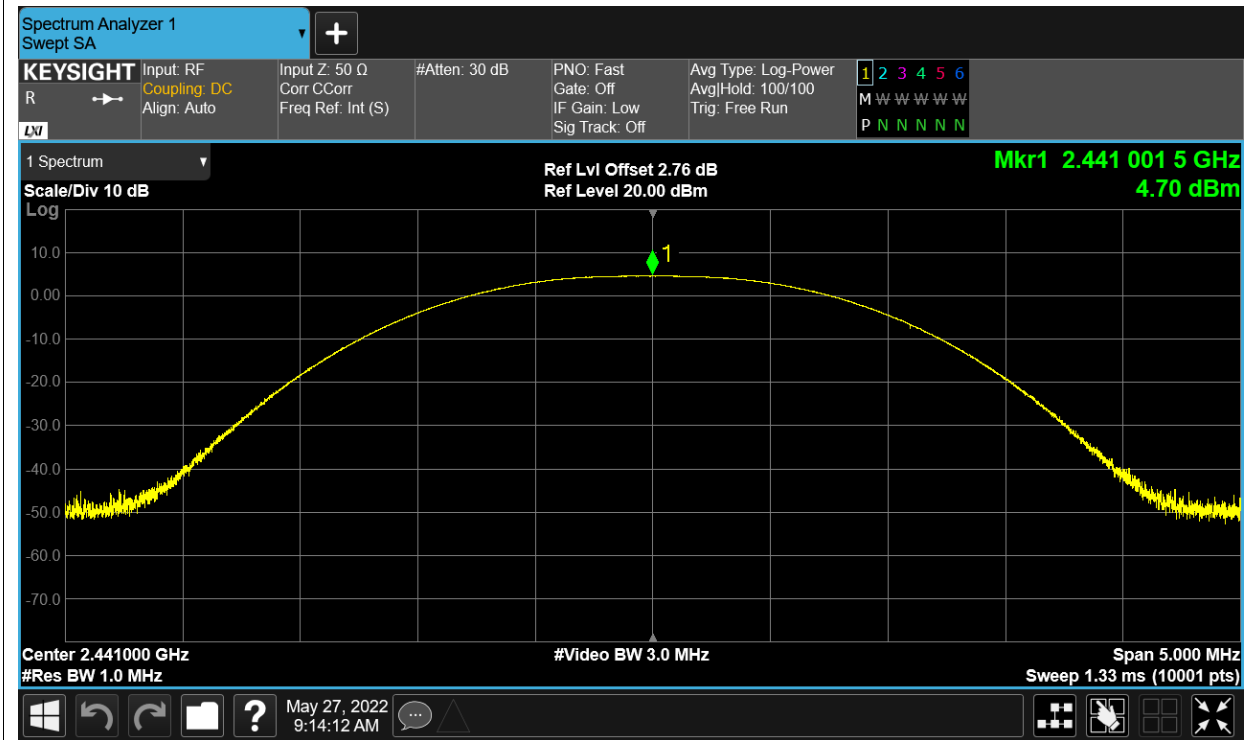 Spectrum Analyzer 1
Swept SA
KEYSIGHT
R
LXI
Input: RF
Coupling: DC
Align: Auto
Input Z: 50 Ω
Corr CCorr
Freq Ref: Int (S)
#Atten: 30 dB
PNO: Fast
Gate: Off
IF Gain: Low
Sig Track: Off
Avg Type: Log-Power
Avg|Hold: 100/100
Trig: Free Run
1 2 3 4 5 6
M W W W W W
P N N N N N
1 Spectrum
Scale/Div 10 dB
Ref Lvl Offset 2.76 dB
Ref Level 20.00 dBm
Mkr1 2.441 001 5 GHz
4.70 dBm
Log
1
10.0
0.00
-10.0
-20.0
-30.0
-40.0
-50.0
-60.0
-70.0
Center 2.441000 GHz
#Res BW 1.0 MHz
#Video BW 3.0 MHz
Span 5.000 MHz
Sweep 1.33 ms (10001 pts)
?
May 27, 2022
9:14:12 AM